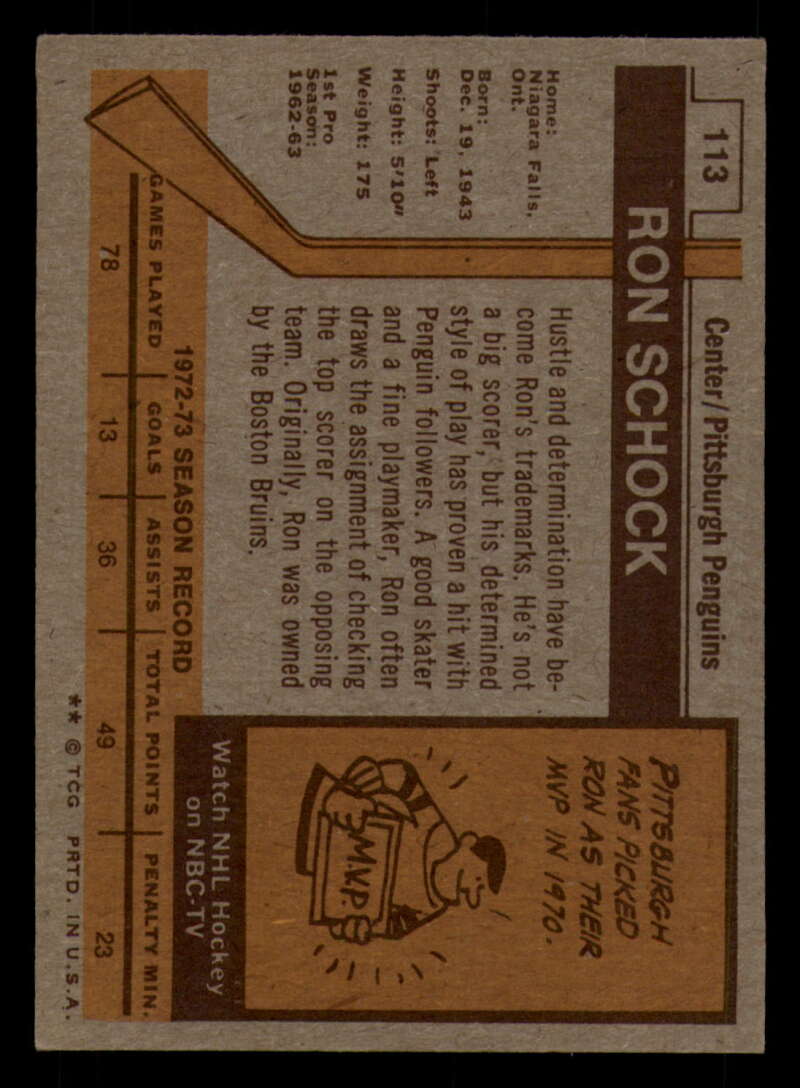 113
Center/Pittsburgh Penguins
RON SCHOCK
Home:
Niagara Falls,
Ont.
Born:
Dec. 19, 1943
Shoots: Left
Height: 5'10"
Weight: 175
1st Pro
Season:
1962-63
Hustle and determination have be-
come Ron's trademarks. He's not
a big scorer, but his determined
style of play has proven a hit with
Penguin followers. A good skater
and a fine playmaker, Ron often
draws the assignment of checking
the top scorer on the opposing
team. Originally, Ron was owned
by the Boston Bruins.
PITTSBURGH
FANS PICKED
RON AS THEIR
MVP IN 1970.
M.V.P.
Watch NHL Hockey
on NBC-TV
1972-73 SEASON RECORD
GAMES PLAYED GOALS ASSISTS TOTAL POINTS PENALTY MIN.
78 13 36 49 23
** © TCG PRTD. IN U.S.A.